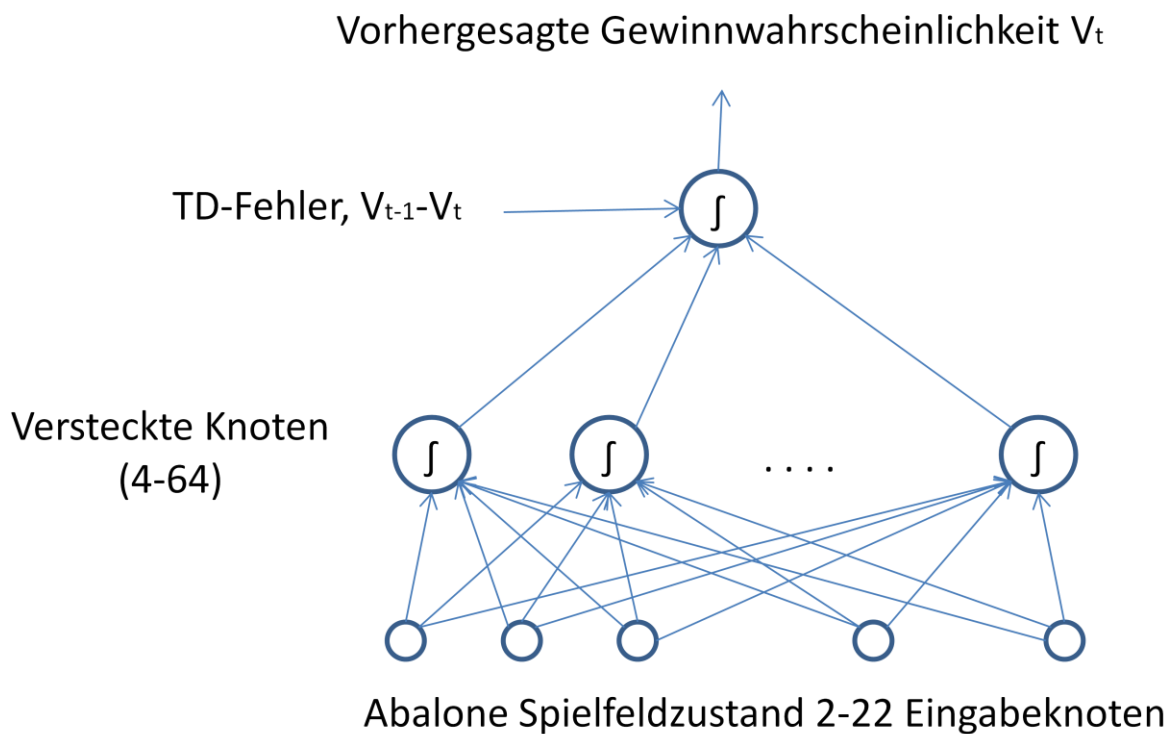 Vorhergesagte Gewinnwahrscheinlichkeit Vt
∫
TD-Fehler, Vt-1-Vt
Versteckte Knoten
(4-64)
∫ ∫ . . . . ∫
Abalone Spielfeldzustand 2-22 Eingabeknoten